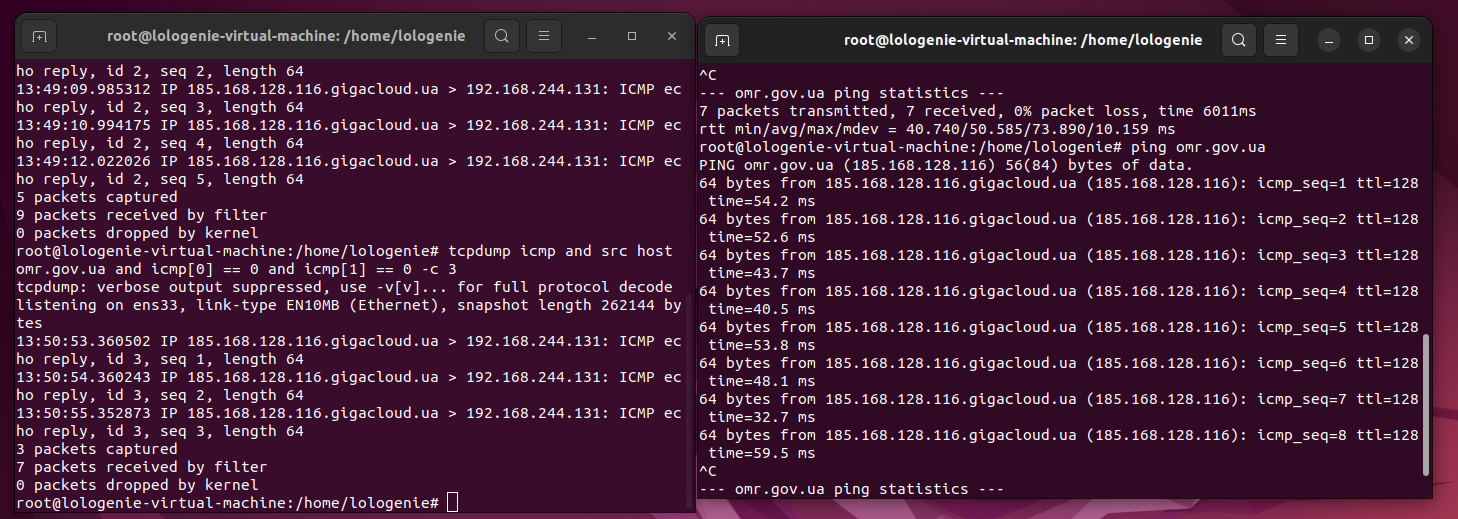 root@lologenie-virtual-machine: /home/lologenie
ho reply, id 2, seq 2, length 64
13:49:09.985312 IP 185.168.128.116.gigacloud.ua > 192.168.244.131: ICMP ec
ho reply, id 2, seq 3, length 64
13:49:10.994175 IP 185.168.128.116.gigacloud.ua > 192.168.244.131: ICMP ec
ho reply, id 2, seq 4, length 64
13:49:12.022026 IP 185.168.128.116.gigacloud.ua > 192.168.244.131: ICMP ec
ho reply, id 2, seq 5, length 64
5 packets captured
9 packets received by filter
0 packets dropped by kernel
root@lologenie-virtual-machine:/home/lologenie# tcpdump icmp and src host
omr.gov.ua and icmp[0] == 0 and icmp[1] == 0 -c 3
tcpdump: verbose output suppressed, use -v[v]... for full protocol decode
listening on ens33, link-type EN10MB (Ethernet), snapshot length 262144 by
tes
13:50:53.360502 IP 185.168.128.116.gigacloud.ua > 192.168.244.131: ICMP ec
ho reply, id 3, seq 1, length 64
13:50:54.360243 IP 185.168.128.116.gigacloud.ua > 192.168.244.131: ICMP ec
ho reply, id 3, seq 2, length 64
13:50:55.352873 IP 185.168.128.116.gigacloud.ua > 192.168.244.131: ICMP ec
ho reply, id 3, seq 3, length 64
3 packets captured
7 packets received by filter
0 packets dropped by kernel
root@lologenie-virtual-machine:/home/lologenie#
root@lologenie-virtual-machine: /home/lologenie
^C
--- omr.gov.ua ping statistics ---
7 packets transmitted, 7 received, 0% packet loss, time 6011ms
rtt min/avg/max/mdev = 40.740/50.585/73.890/10.159 ms
root@lologenie-virtual-machine:/home/lologenie# ping omr.gov.ua
PING omr.gov.ua (185.168.128.116) 56(84) bytes of data.
64 bytes from 185.168.128.116.gigacloud.ua (185.168.128.116): icmp_seq=1 ttl=128
time=54.2 ms
64 bytes from 185.168.128.116.gigacloud.ua (185.168.128.116): icmp_seq=2 ttl=128
time=52.6 ms
64 bytes from 185.168.128.116.gigacloud.ua (185.168.128.116): icmp_seq=3 ttl=128
time=43.7 ms
64 bytes from 185.168.128.116.gigacloud.ua (185.168.128.116): icmp_seq=4 ttl=128
time=40.5 ms
64 bytes from 185.168.128.116.gigacloud.ua (185.168.128.116): icmp_seq=5 ttl=128
time=53.8 ms
64 bytes from 185.168.128.116.gigacloud.ua (185.168.128.116): icmp_seq=6 ttl=128
time=48.1 ms
64 bytes from 185.168.128.116.gigacloud.ua (185.168.128.116): icmp_seq=7 ttl=128
time=32.7 ms
64 bytes from 185.168.128.116.gigacloud.ua (185.168.128.116): icmp_seq=8 ttl=128
time=59.5 ms
^C
--- omr.gov.ua ping statistics ---